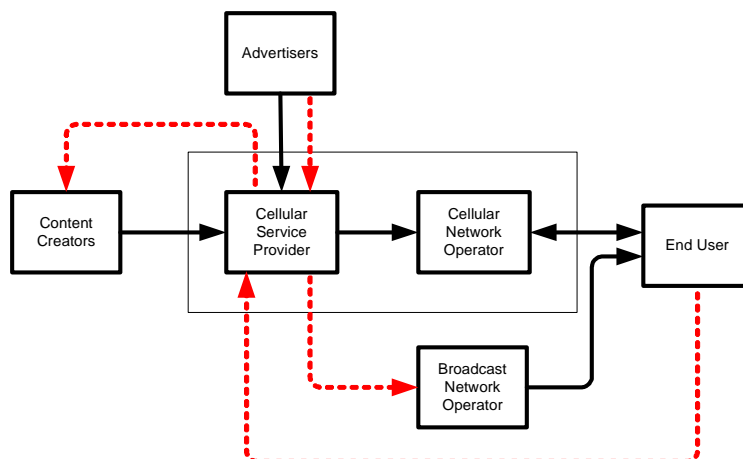 Advertisers
Content
Creators
Cellular
Service
Provider
Cellular
Network
Operator
End User
Broadcast
Network
Operator